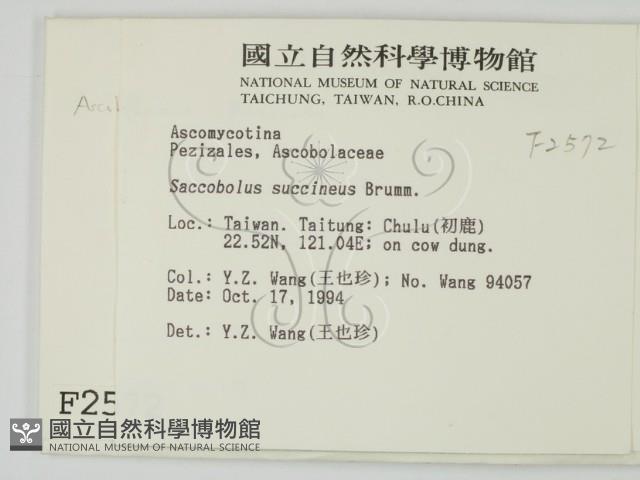 國立自然科學博物館
NATIONAL MUSEUM OF NATURAL SCIENCE
TAICHUNG, TAIWAN, R.O.CHINA
F2572
Ascomycotina
Pezizales, Ascobolaceae
Saccobolus succineus Brumm.
Loc.: Taiwan. Taitung: Chulu(初鹿)
22.52N, 121.04E; on cow dung.
Col.: Y.Z. Wang(王也珍); No. Wang 94057
Date: Oct. 17, 1994
Det.: Y.Z. Wang(王也珍)
F25
國立自然科學博物館
NATIONAL MUSEUM OF NATURAL SCIENCE